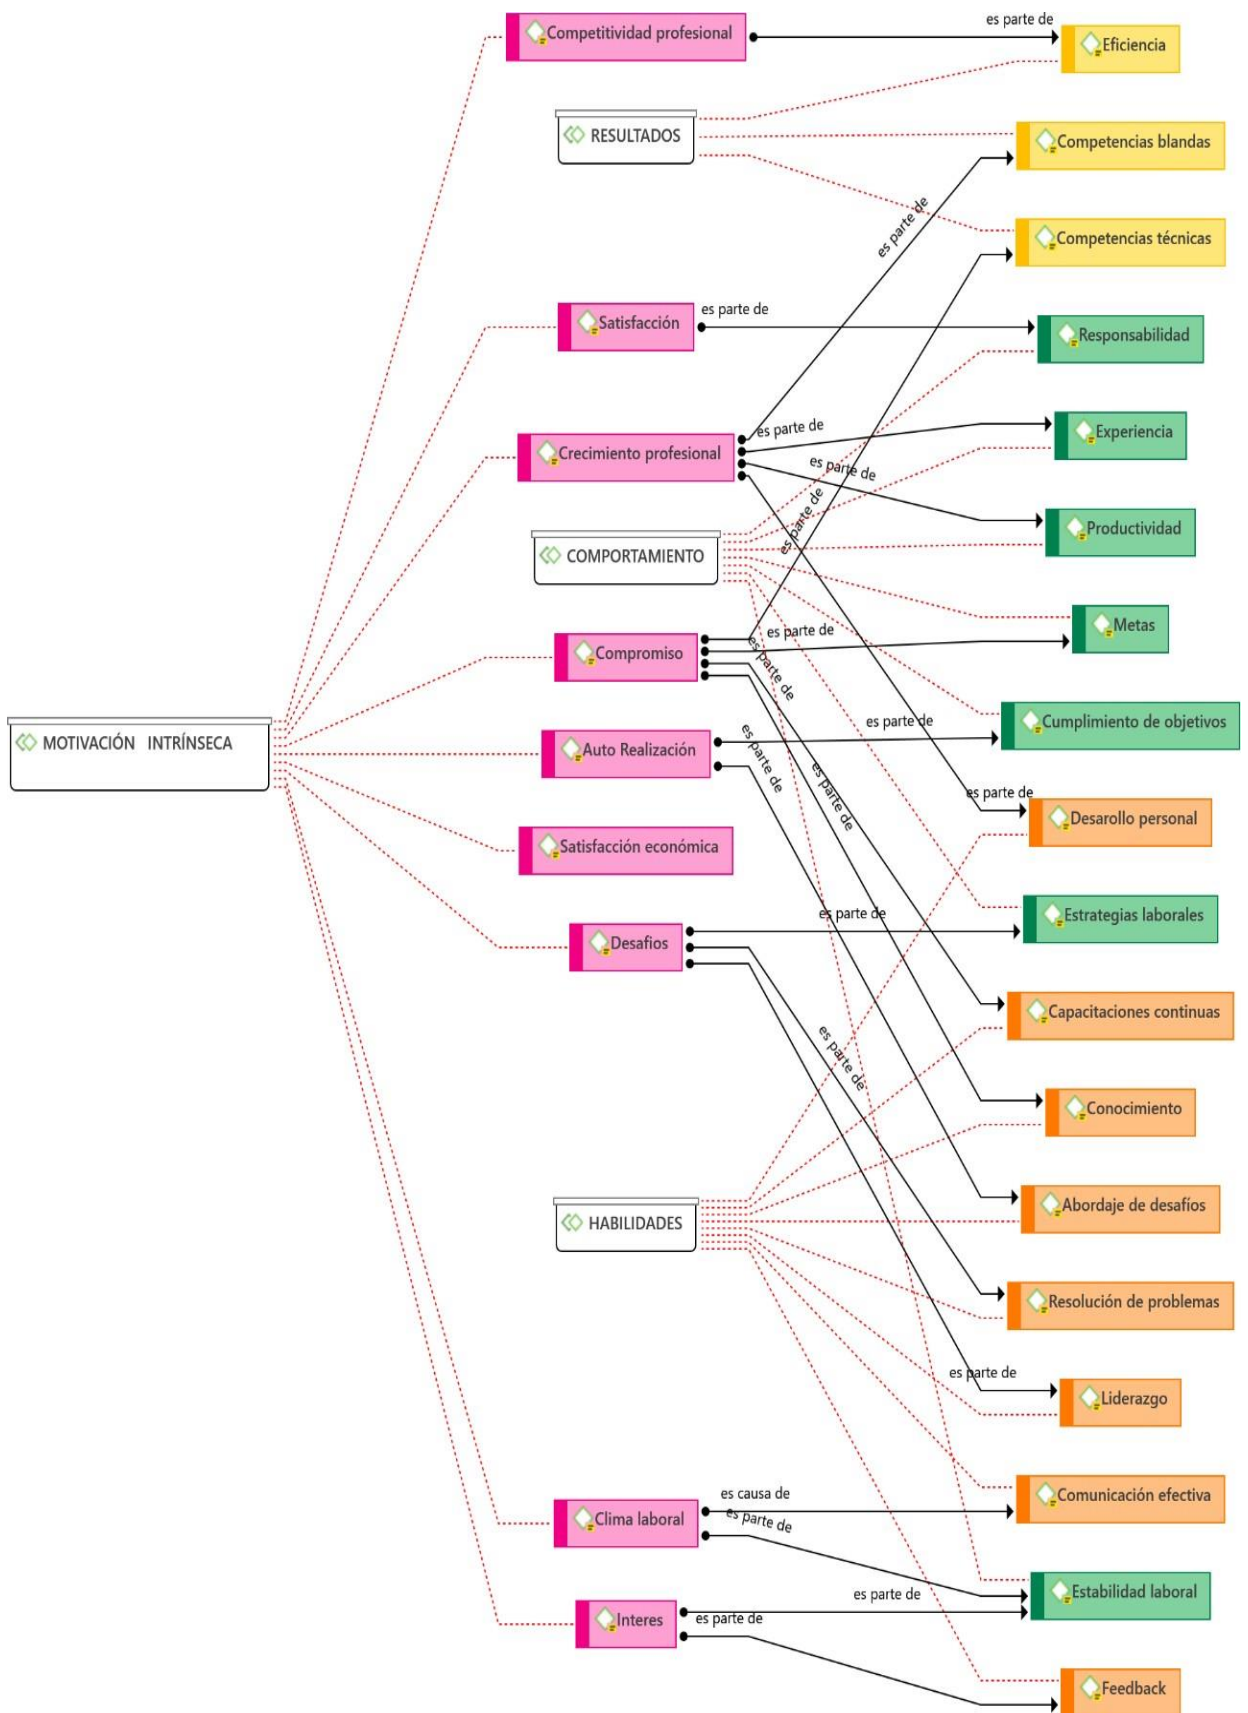 Competitividad profesional
es parte de
Eficiencia
RESULTADOS
Competencias blandas
es parte de
Competencias técnicas
Satisfacción
es parte de
Responsabilidad
Crecimiento profesional
es parte de
Experiencia
es parte de
es parte de
Productividad
COMPORTAMIENTO
Compromiso
es parte de
es parte de
Metas
MOTIVACIÓN INTRÍNSECA
Auto Realización
es parte de
Cumplimiento de objetivos
es parte de
es parte de
es parte de
Desarollo personal
Satisfacción económica
Desafios
es parte de
Estrategias laborales
Capacitaciones continuas
es parte de
Conocimiento
HABILIDADES
Abordaje de desafíos
Resolución de problemas
es parte de
Liderazgo
Clima laboral
es causa de
es parte de
Comunicación efectiva
Interes
es parte de
es parte de
Estabilidad laboral
Feedback